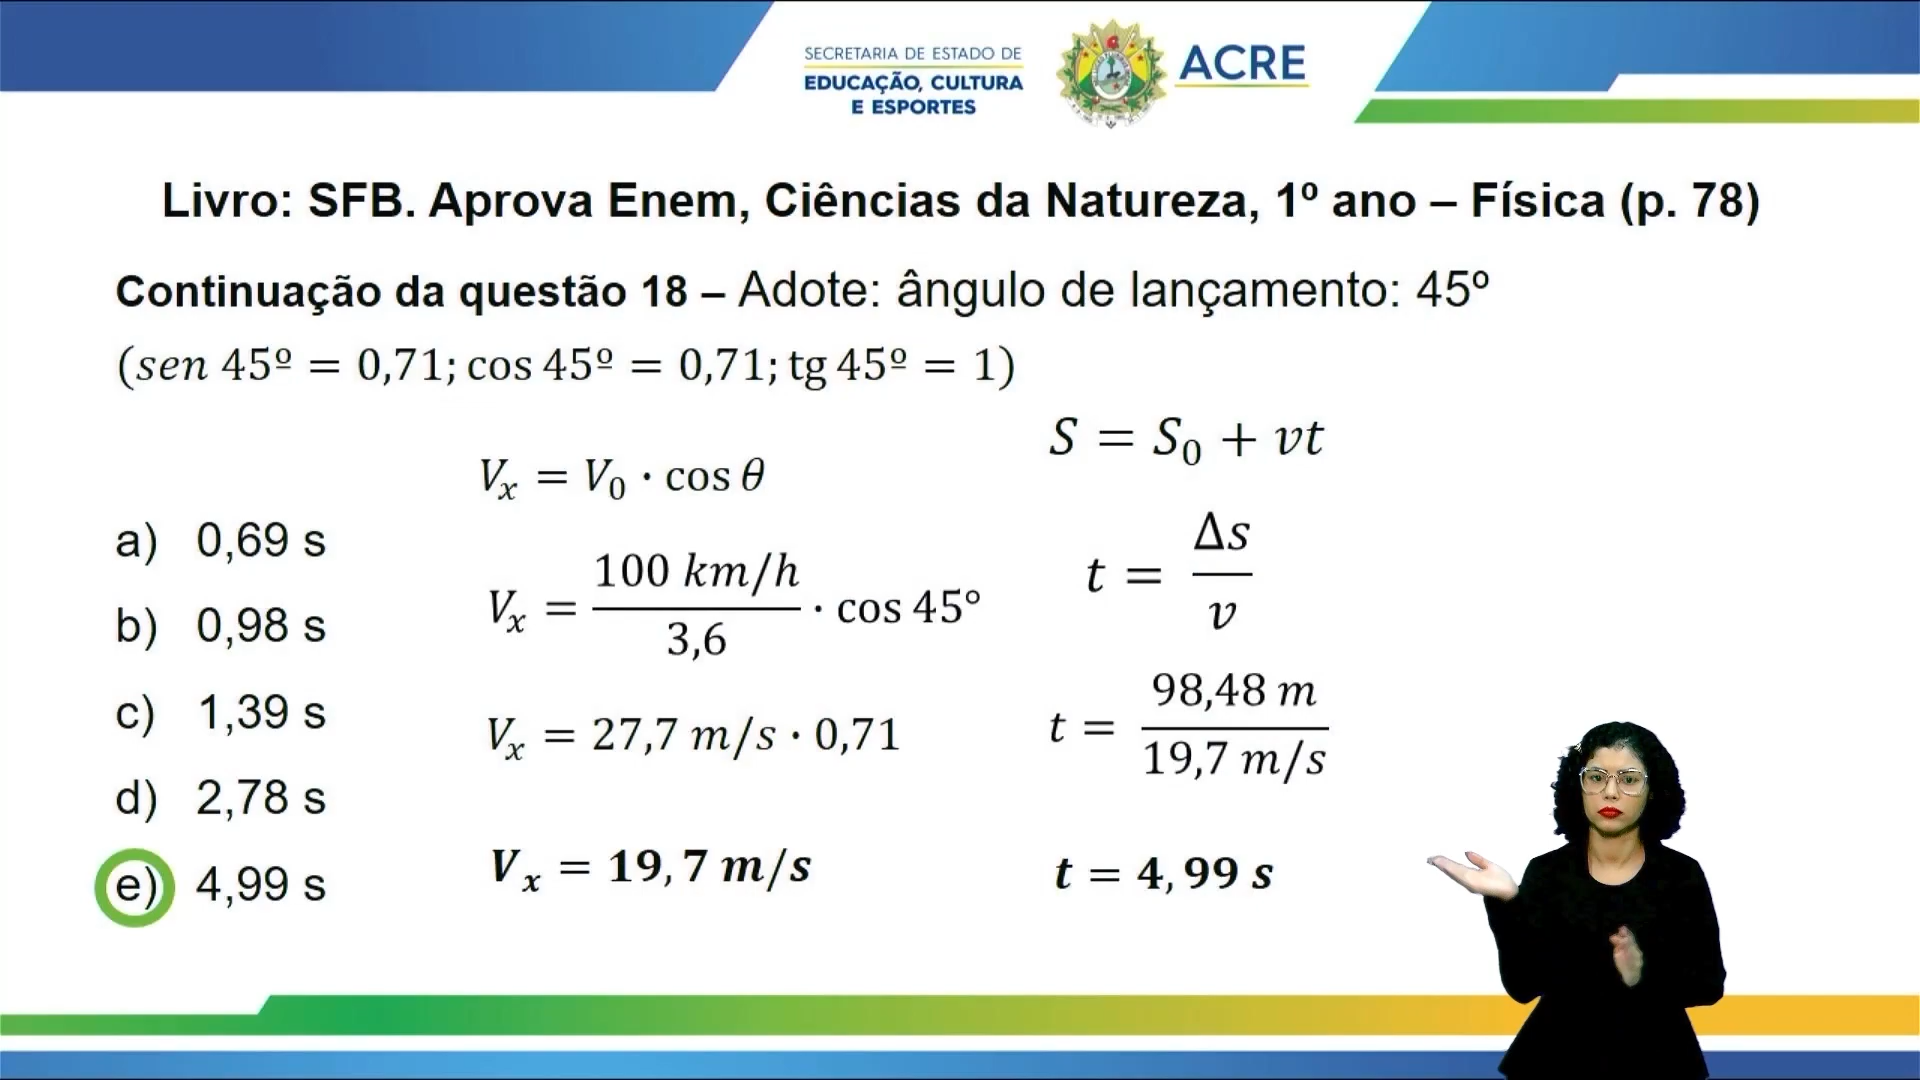 SECRETARIA DE ESTADO DE
EDUCAÇÃO, CULTURA
E ESPORTES
ACRE
Livro: SFB. Aprova Enem, Ciências da Natureza, 1º ano – Física (p. 78)
Continuação da questão 18 – Adote: ângulo de lançamento: 45º
(sen 45º = 0,71; cos 45º = 0,71; tg 45º = 1)
a) 0,69 s
b) 0,98 s
c) 1,39 s
d) 2,78 s
e) 4,99 s
Vₓ = V₀ · cos θ
Vₓ = 100 km/h / 3,6 · cos 45°
Vₓ = 27,7 m/s · 0,71
Vₓ = 19,7 m/s
S = S₀ + vt
t = Δs / v
t = 98,48 m / 19,7 m/s
t = 4,99 s